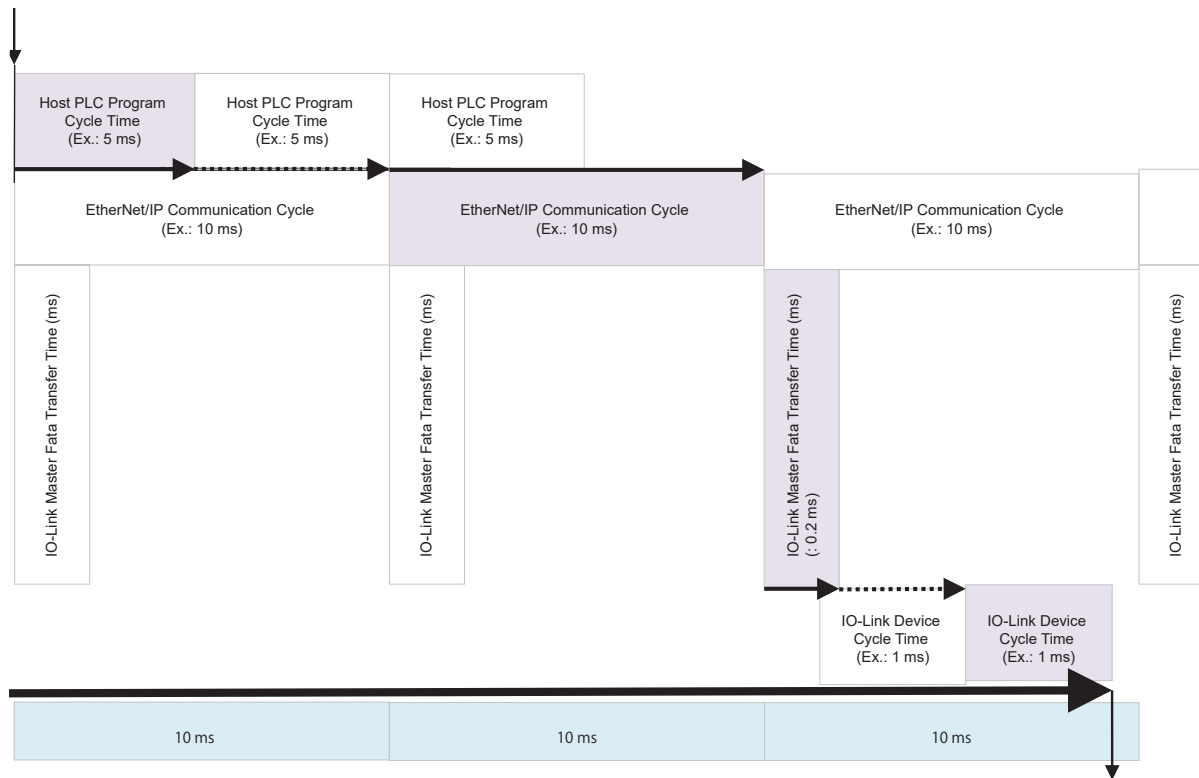 Host PLC Program
Cycle Time
(Ex.: 5 ms)
Host PLC Program
Cycle Time
(Ex.: 5 ms)
Host PLC Program
Cycle Time
(Ex.: 5 ms)
EtherNet/IP Communication Cycle
(Ex.: 10 ms)
EtherNet/IP Communication Cycle
(Ex.: 10 ms)
EtherNet/IP Communication Cycle
(Ex.: 10 ms)
IO-Link Master Fata Transfer Time (ms)
IO-Link Master Fata Transfer Time (ms)
IO-Link Master Fata Transfer Time (ms)
(: 0.2 ms)
IO-Link Master Fata Transfer Time (ms)
IO-Link Device
Cycle Time
(Ex.: 1 ms)
IO-Link Device
Cycle Time
(Ex.: 1 ms)
10 ms
10 ms
10 ms